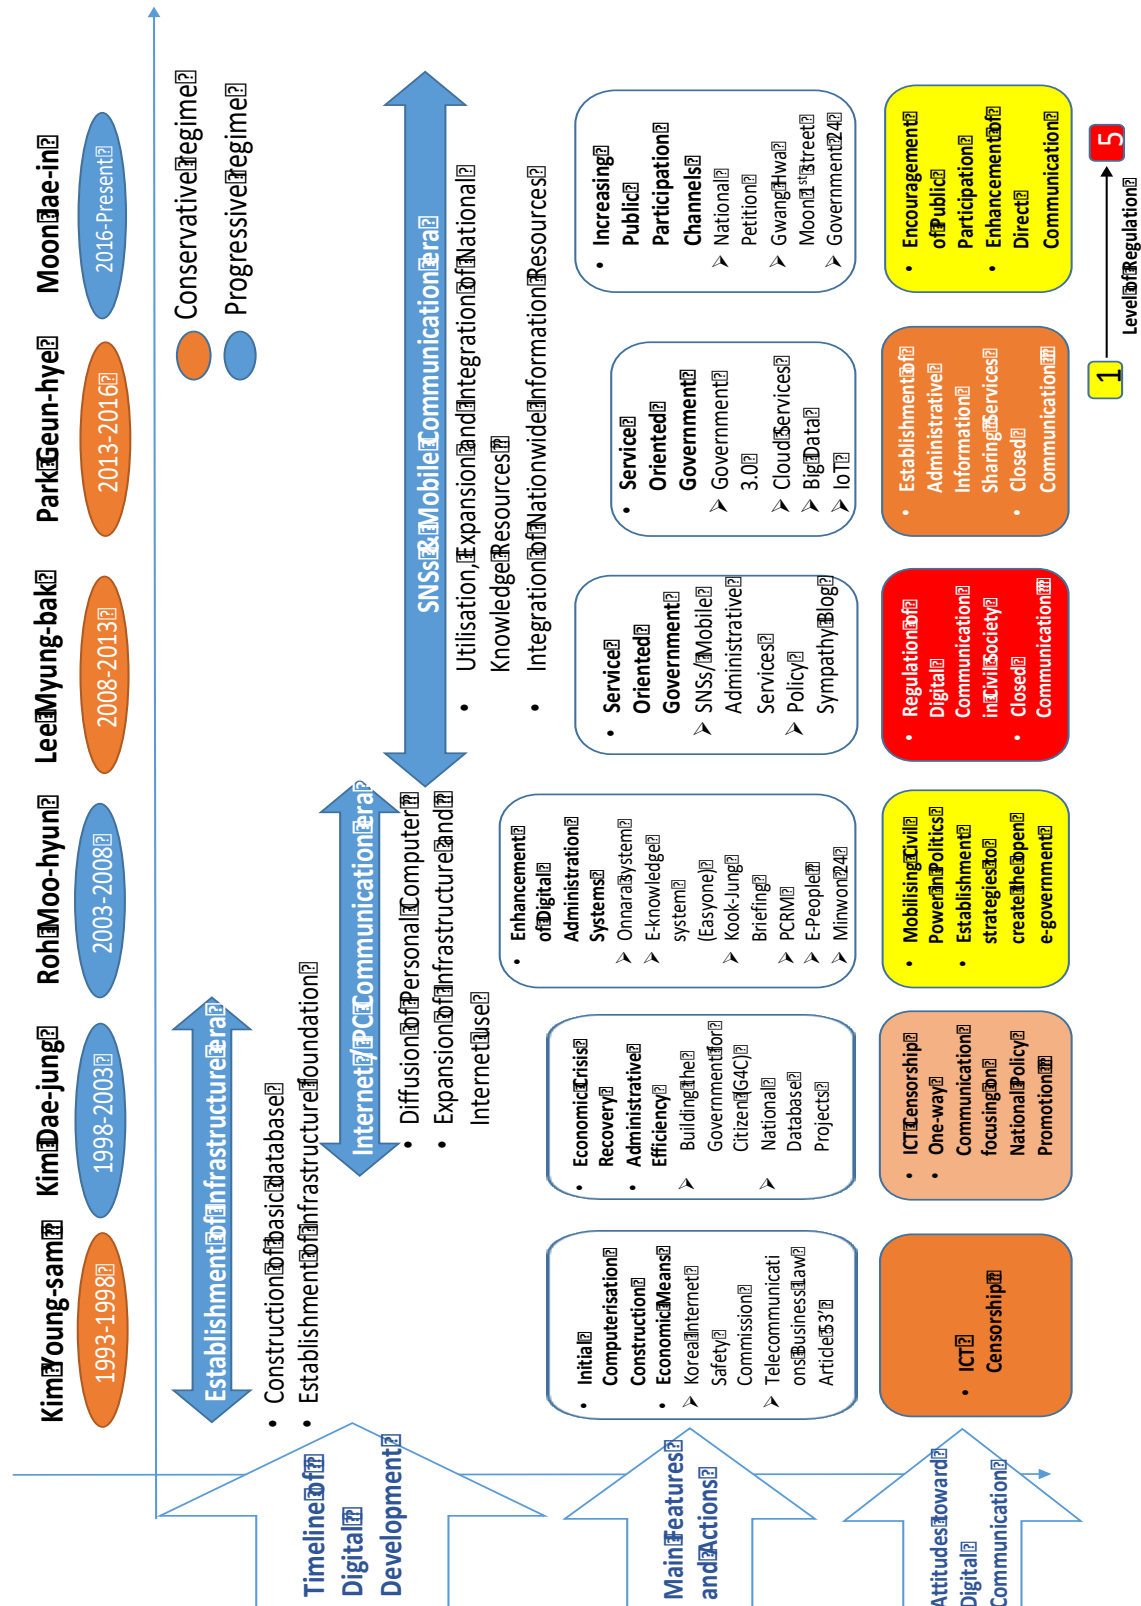 Kim Young-sam
Kim Dae-jung
Roh Moo-hyun
Lee Myung-bak
Park Geun-hye
Moon Jae-in
1993-1998
1998-2003
2003-2008
2008-2013
2013-2016
2016-Present
Conservative regime
Progressive regime
Timeline of
Digital
Development
Establishment of Infrastructure era
• Construction of basic database
• Establishment of infrastructure foundation
Internet / PC Communication era
• Diffusion of Personal Computer
• Expansion of Infrastructure and
Internet use
SNSs & Mobile Communication era
• Utilisation, Expansion and Integration of National
Knowledge Resources
• Integration of Nationwide Information Resources
Main Features
and Actions
• Initial
Computerisation
Construction
• Economic Means
➢ Korea Internet
Safety
Commission
➢ Telecommunicati
ons Business Law
Article 53’
• Economic Crisis
Recovery
• Administrative
Efficiency
➢ Building the
Government for
Citizen (G4C)
➢ National
Database
Projects
• Enhancement
of Digital
Administration
Systems
➢ Onnara system
➢ E-knowledge
system
(Easyone)
➢ Kook-Jung
Briefing
➢ PCRM
➢ E-People
➢ Minwon 24
• Service
Oriented
Government
➢ SNSs/ Mobile
Administrative
Services
➢ Policy
Sympathy Blog
• Service
Oriented
Government
➢ Government
3.0
➢ Cloud Services
➢ Big Data
➢ IoT
• Increasing
Public
Participation
Channels
➢ National
Petition
➢ Gwang Hwa
Moon 1st street
➢ Government 24
Attitudes toward
Digital
Communication
• ICT
Censorship
• ICT Censorship
• One-way
Communication
focusing on
National Policy
Promotion
• Mobilising Civil
Power in Politics
• Establishment
strategies to
create the open
e-government
• Regulation of
Digital
Communication
in Civil Society
• Closed
Communication
• Establishment of
Administrative
Information
Sharing Services
• Closed
Communication
• Encouragement
of Public
Participation
• Enhancement of
Direct
Communication
1
5
Level of Regulation